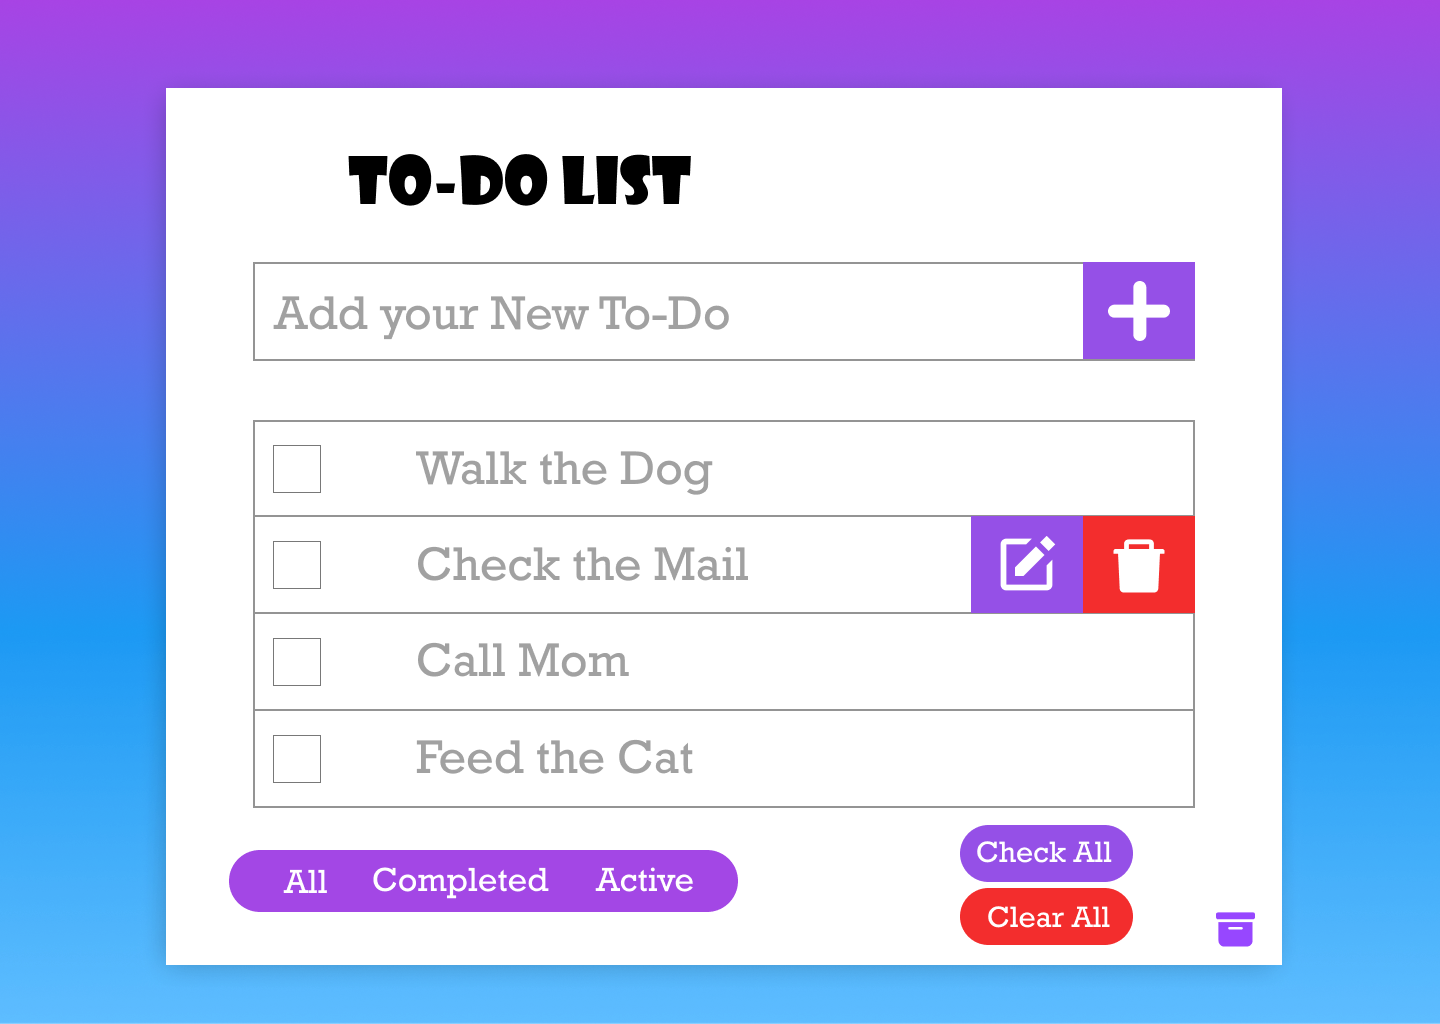 TO-DO LIST
Add your New To-Do
Walk the Dog
Check the Mail
Call Mom
Feed the Cat
All Completed Active
Check All
Clear All